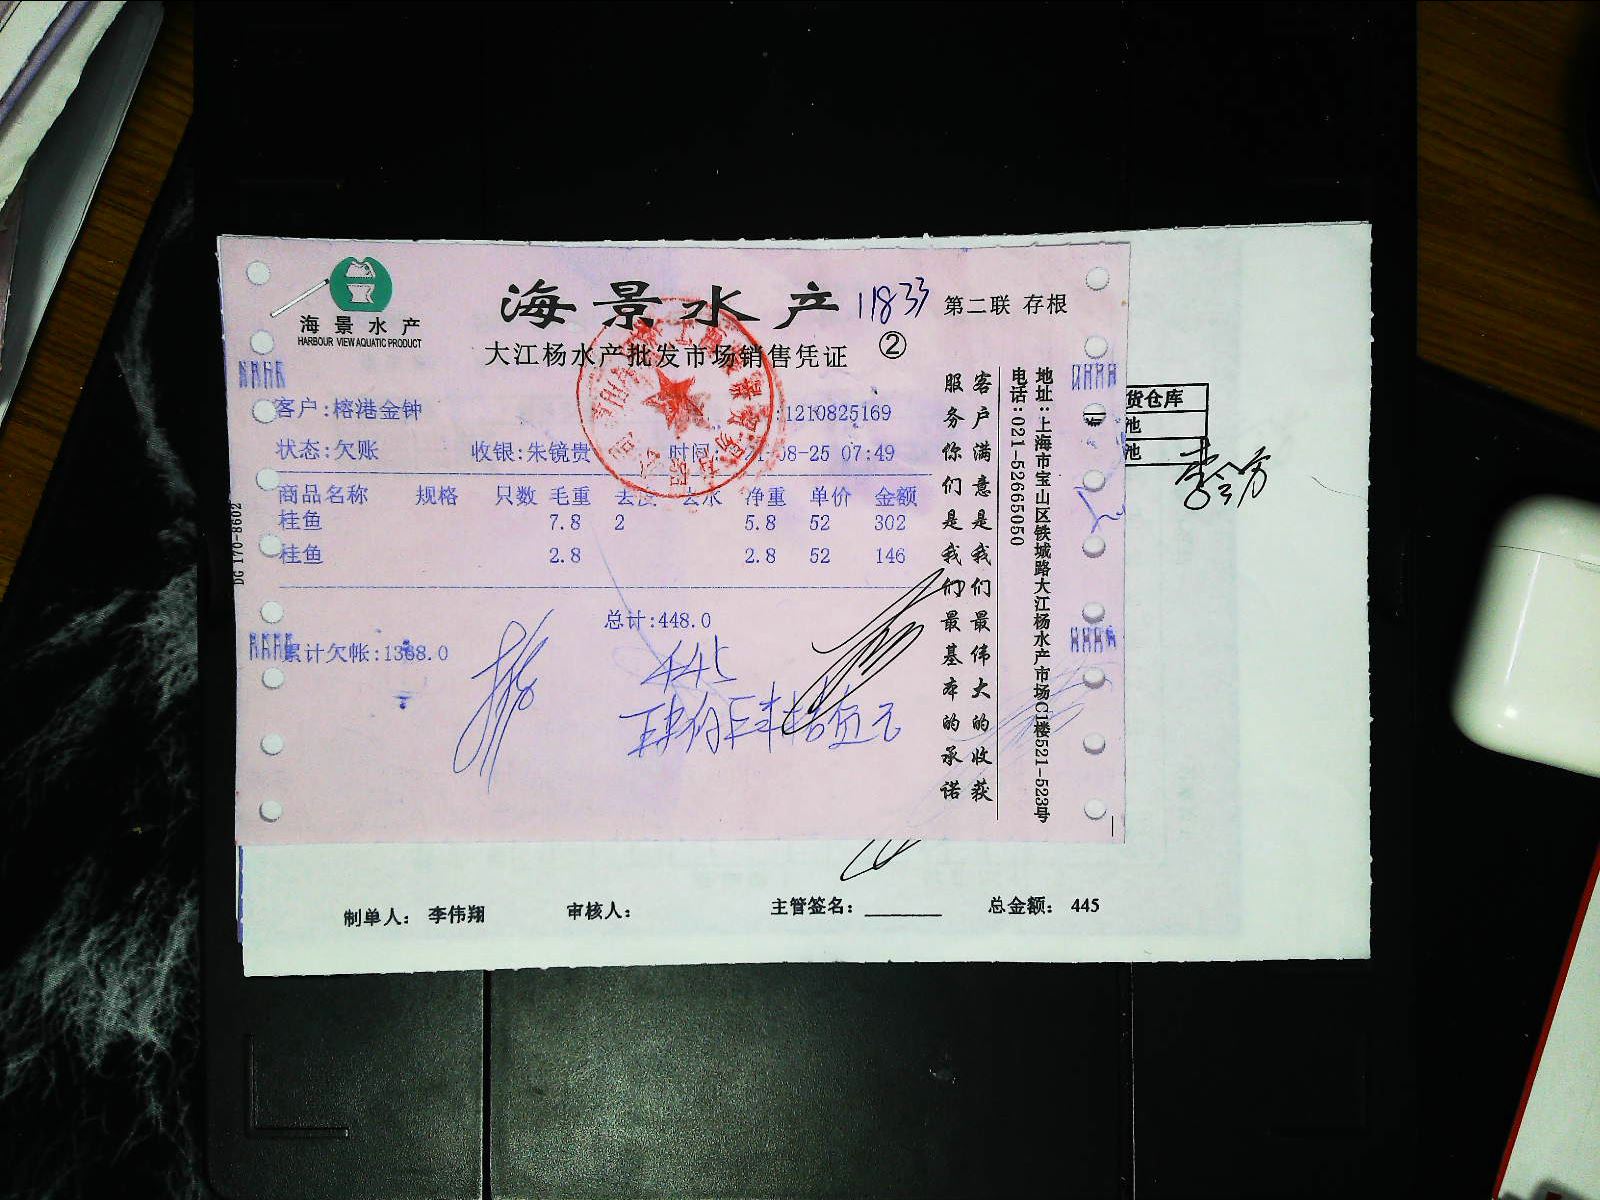 海景水产
HARBOUR VIEW AQUATIC PRODUCT
海景水产
11833
第二联 存根
大江杨水产批发市场销售凭证
②
客户:榕港金钟
:1210825169
状态:欠账
收银:朱镜贵
时间:
-08-25 07:49
商品名称 规格 只数 毛重 净重 单价 金额
桂鱼 7.8 2 5.8 52 302
桂鱼 2.8 2.8 52 146
总计:448.0
累计欠帐:1368.0
445
客户满意是我们最伟大的收获
服务你们是我们最基本的承诺
地址:上海市宝山区铁城路大江杨水产市场C1楼521-523号
电话:021-52665050
DG 170-8602
货仓库
池
池
制单人: 李伟翔
审核人:
主管签名:
总金额: 445